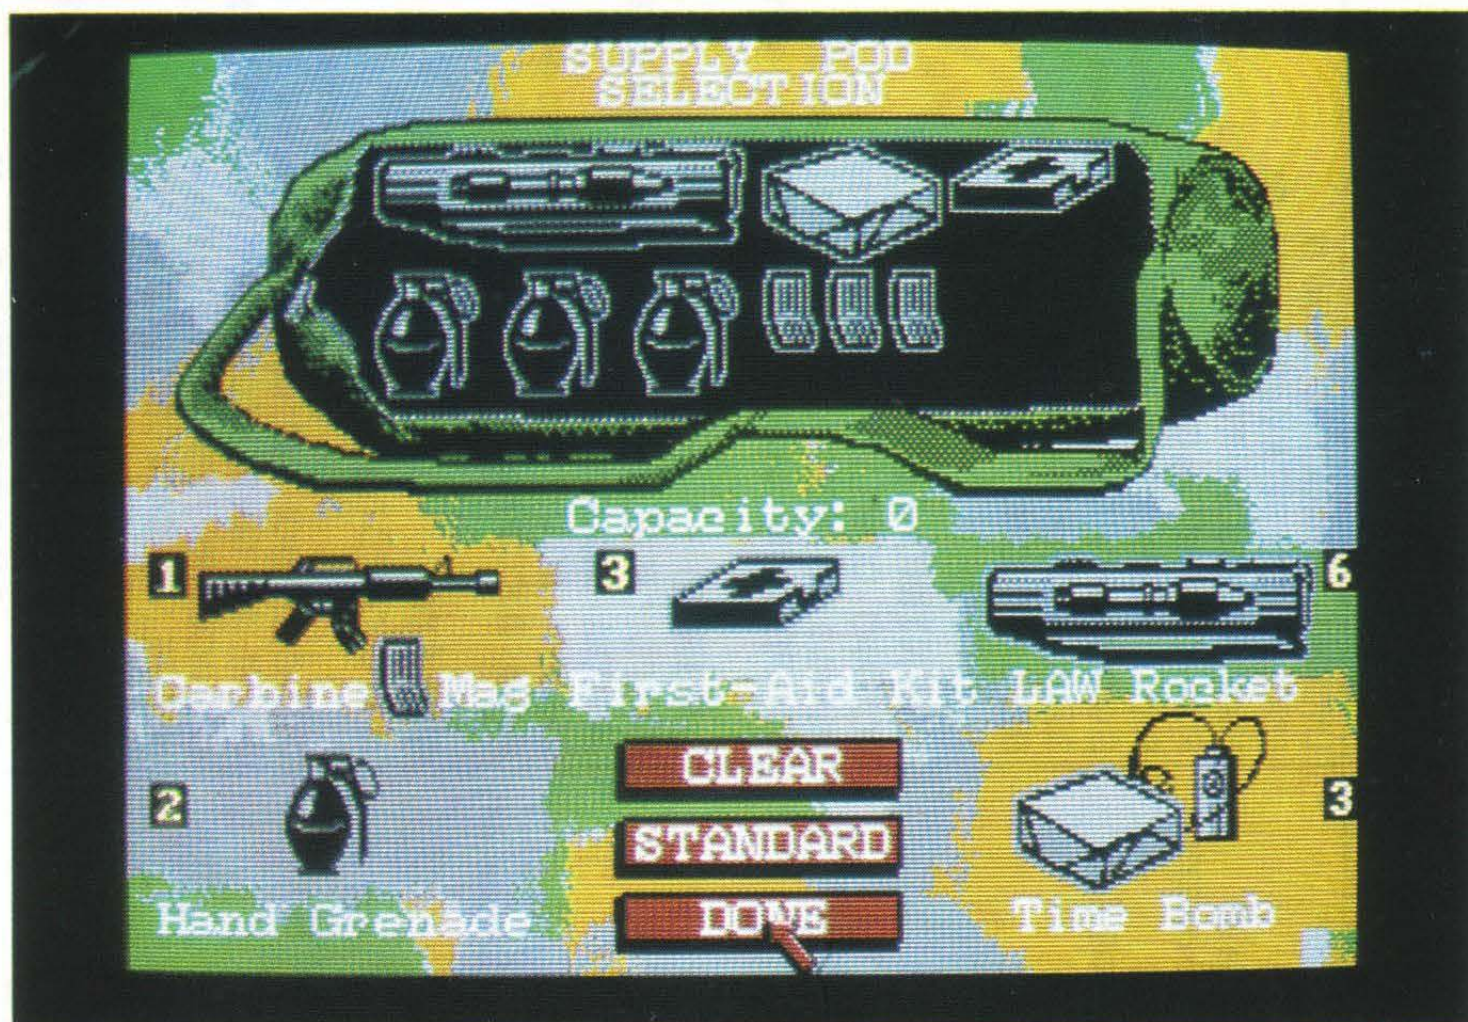 SUPPLY POD
SELECTION
Capacity: 0
1
3
6
Carbine Mag
First-Aid Kit
LAW Rocket
2
CLEAR
3
STANDARD
Hand Grenade
DONE
Time Bomb